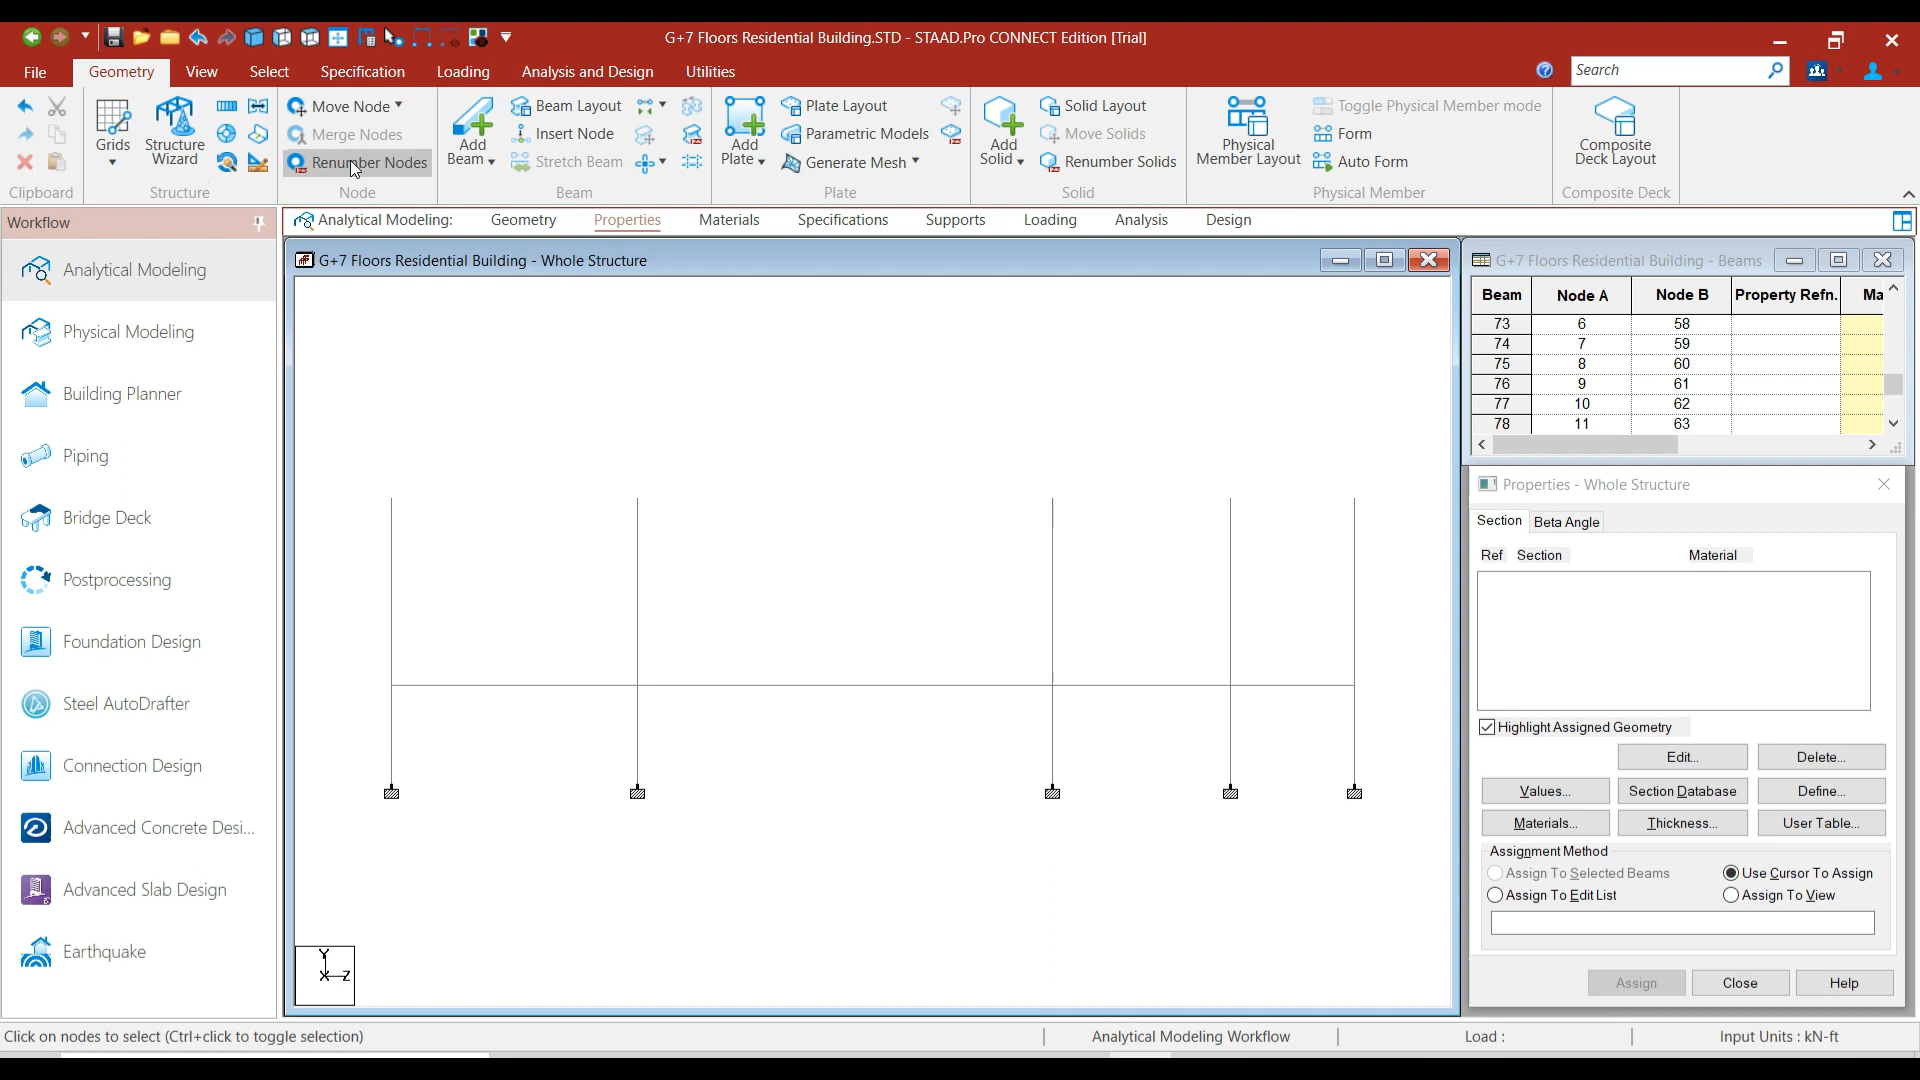 G+7 Floors Residential Building.STD - STAAD.Pro CONNECT Edition [Trial]
File Geometry View Select Specification Loading Analysis and Design Utilities Search
Move Node Beam Layout Plate Layout Solid Layout Toggle Physical Member mode
Merge Nodes Insert Node Parametric Models Move Solids Form
Grids Structure Wizard Add Beam Add Plate Add Solid Physical Member Layout Composite Deck Layout
Renumber Nodes Stretch Beam Generate Mesh Renumber Solids Auto Form
Clipboard Structure Node Beam Plate Solid Physical Member Composite Deck
Workflow
Analytical Modeling: Geometry Properties Materials Specifications Supports Loading Analysis Design
Analytical Modeling
Physical Modeling
Building Planner
Piping
Bridge Deck
Postprocessing
Foundation Design
Steel AutoDrafter
Connection Design
Advanced Concrete Desi...
Advanced Slab Design
Earthquake
G+7 Floors Residential Building - Whole Structure
Y
X Z
G+7 Floors Residential Building - Beams
Beam Node A Node B Property Refn. Ma
73 6 58
74 7 59
75 8 60
76 9 61
77 10 62
78 11 63
Properties - Whole Structure
Section Beta Angle
Ref Section Material
Highlight Assigned Geometry
Edit... Delete...
Values... Section Database Define...
Materials... Thickness... User Table...
Assignment Method
Assign To Selected Beams Use Cursor To Assign
Assign To Edit List Assign To View
Assign Close Help
Click on nodes to select (Ctrl+click to toggle selection) Analytical Modeling Workflow Load : Input Units : kN-ft